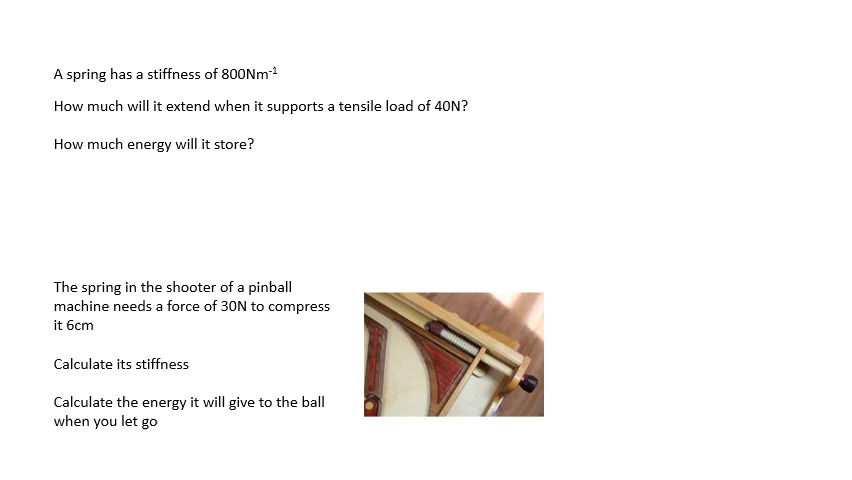 A spring has a stiffness of 800Nm⁻¹
How much will it extend when it supports a tensile load of 40N?
How much energy will it store?
The spring in the shooter of a pinball
machine needs a force of 30N to compress
it 6cm
Calculate its stiffness
Calculate the energy it will give to the ball
when you let go